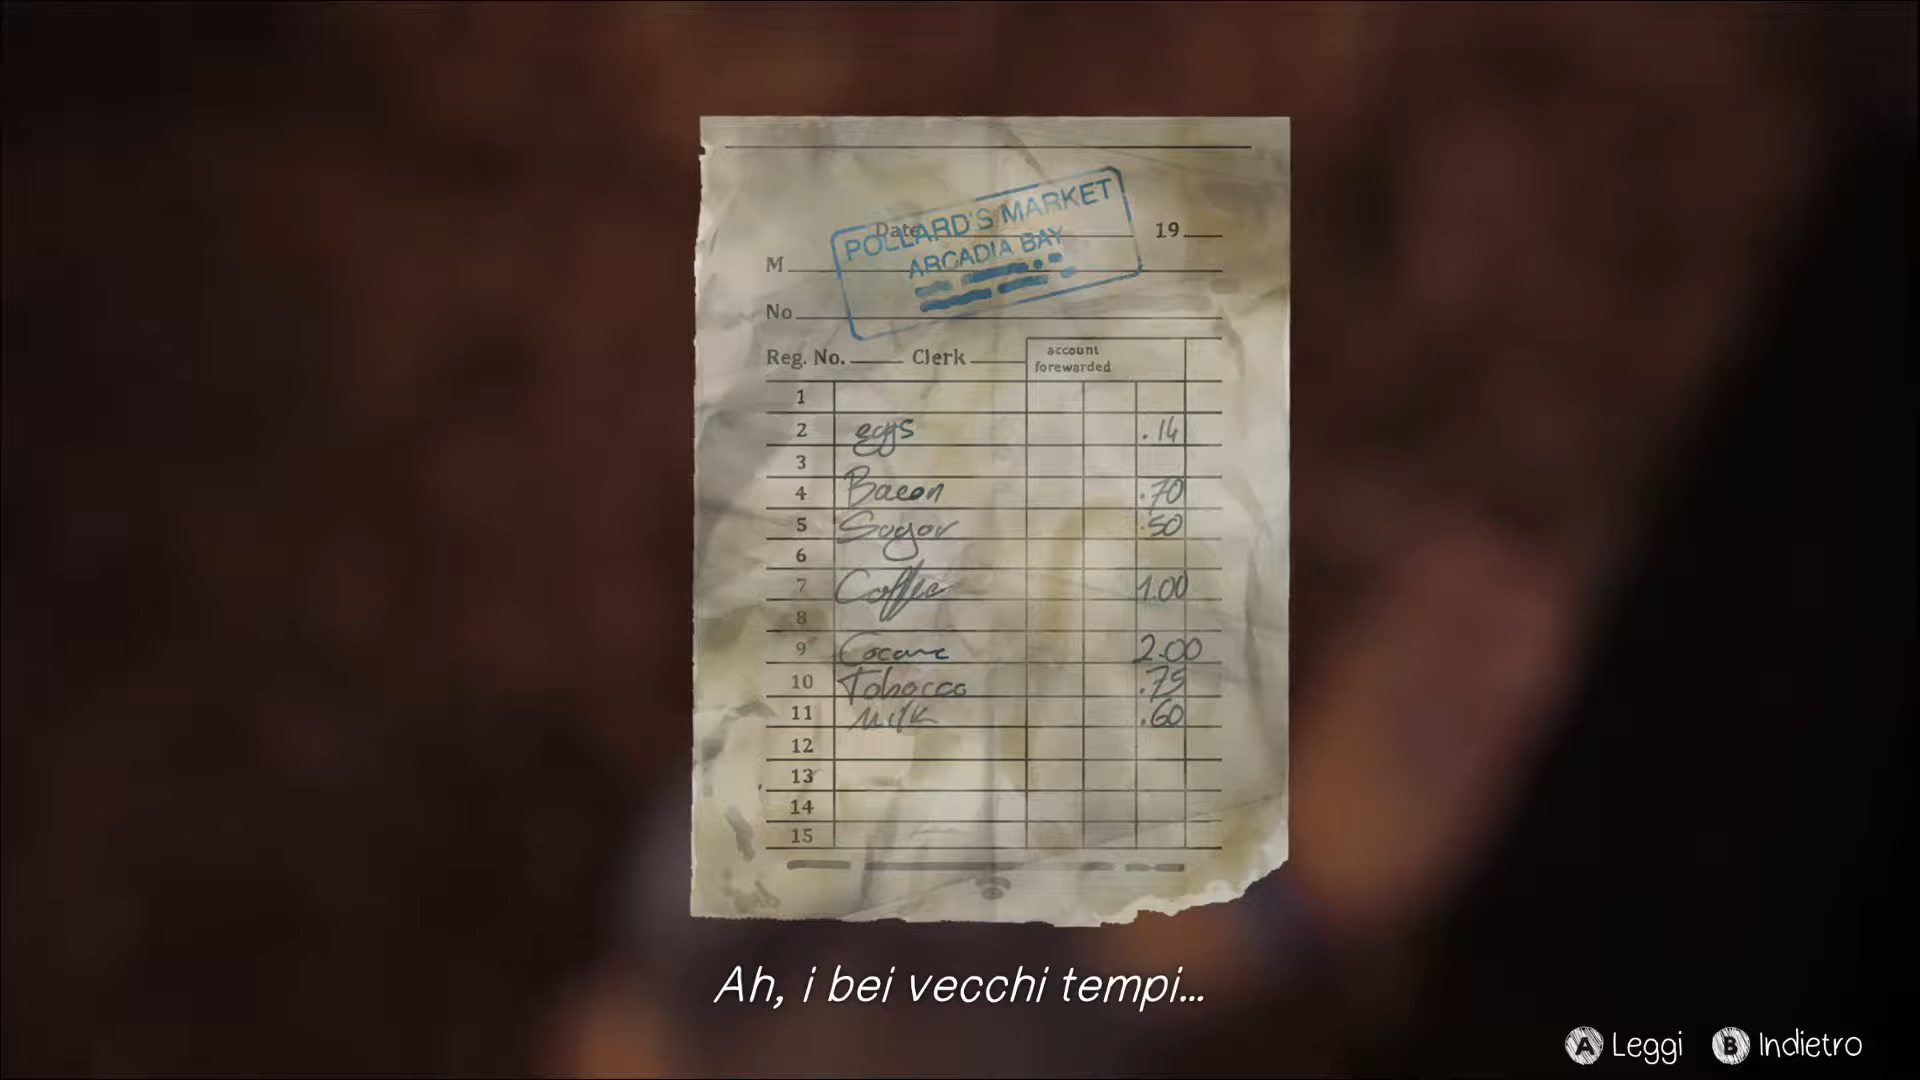 POLLARD'S MARKET
ARCADIA BAY
Date 19
M
No
Reg. No. Clerk account forewarded
1
2 eggs .14
3
4 Bacon .70
5 Sugar .50
6
7 Coffee 1.00
8
9 Cocaine 2.00
10 Tobacco .75
11 Milk .60
12
13
14
15
Ah, i bei vecchi tempi...
A Leggi B Indietro